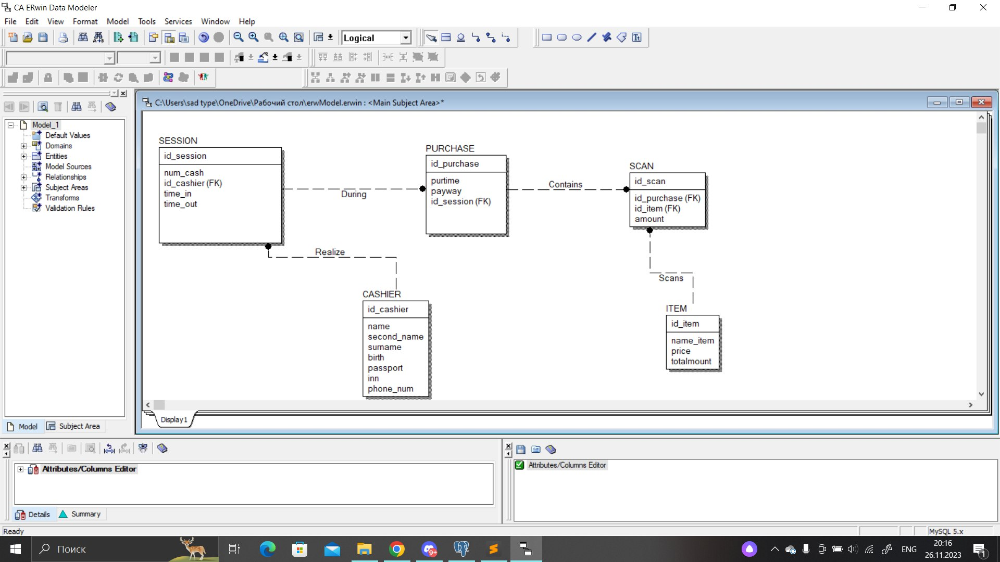 CA ERwin Data Modeler
File Edit View Format Model Tools Services Window Help
Logical
C:\Users\sad type\OneDrive\Рабочий стол\erwModel.erwin : <Main Subject Area>*
Model_1
Default Values
Domains
Entities
Model Sources
Relationships
Subject Areas
Transforms
Validation Rules
Model
Subject Area
SESSION
id_session
num_cash
id_cashier (FK)
time_in
time_out
During
PURCHASE
id_purchase
purtime
payway
id_session (FK)
Contains
SCAN
id_scan
id_purchase (FK)
id_item (FK)
amount
Realize
CASHIER
id_cashier
name
second_name
surname
birth
passport
inn
phone_num
Scans
ITEM
id_item
name_item
price
totalmount
Display1
Attributes/Columns Editor
Details
Summary
Attributes/Columns Editor
Ready
MySQL 5.x
Поиск
9+
ENG
20:16
26.11.2023
1